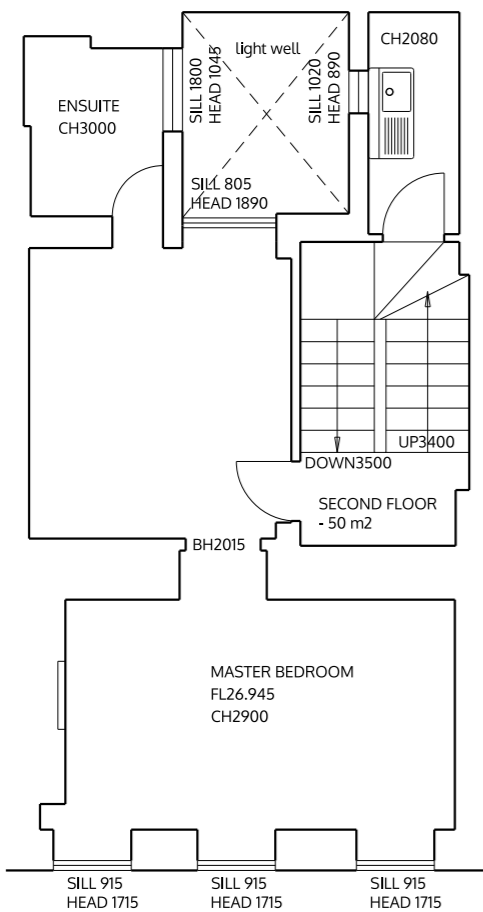 CH2080
light well
ENSUITE
CH3000
SILL 1800
HEAD 1045
SILL 1020
HEAD 890
SILL 805
HEAD 1890
UP3400
DOWN3500
SECOND FLOOR
- 50 m2
BH2015
MASTER BEDROOM
FL26.945
CH2900
SILL 915
HEAD 1715
SILL 915
HEAD 1715
SILL 915
HEAD 1715